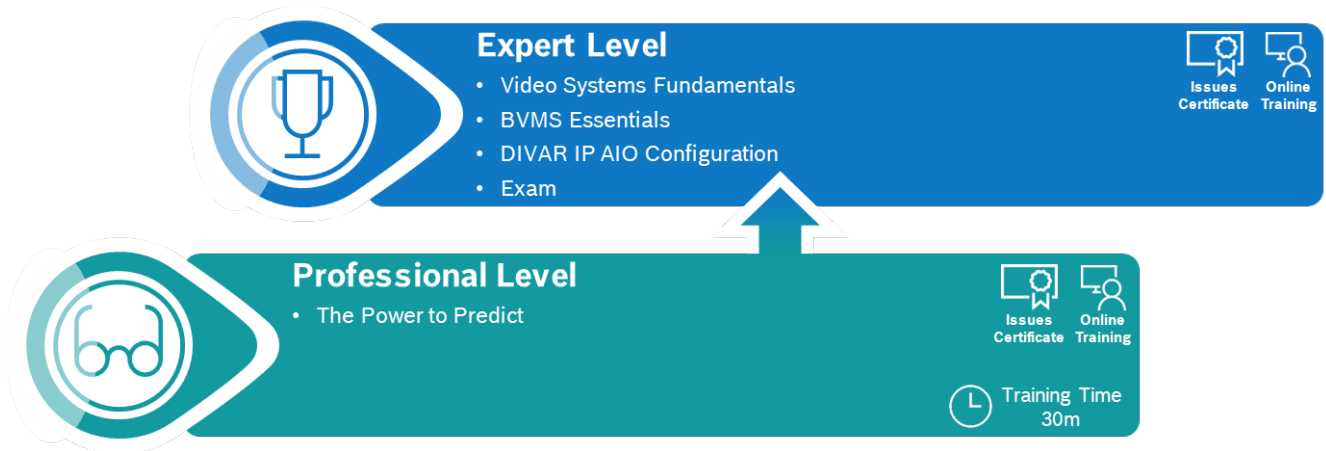 Expert Level
• Video Systems Fundamentals
• BVMS Essentials
• DIVAR IP AIO Configuration
• Exam
Issues
Certificate
Online
Training
Professional Level
• The Power to Predict
Issues
Certificate
Online
Training
Training Time
30m